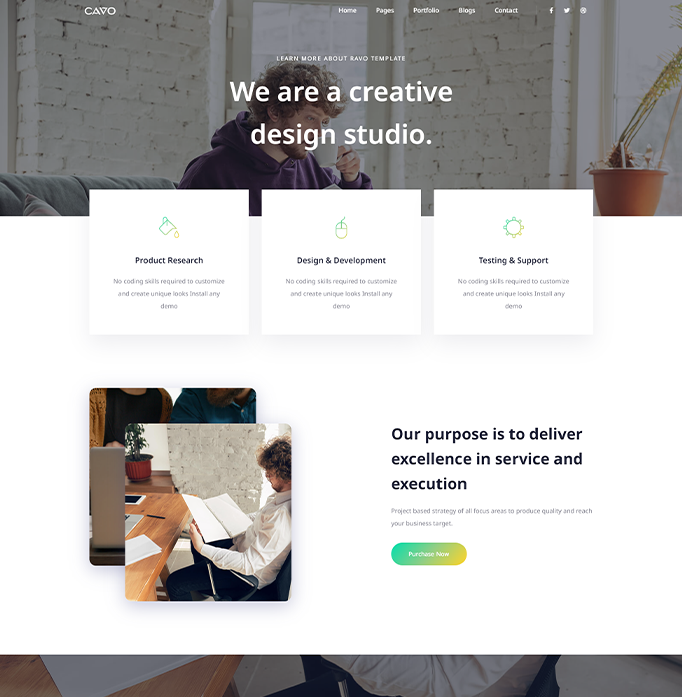 CAVO
Home Pages Portfolio Blogs Contact
LEARN MORE ABOUT RAVO TEMPLATE
We are a creative
design studio.
Product Research
No coding skills required to customize
and create unique looks Install any
demo
Design & Development
No coding skills required to customize
and create unique looks Install any
demo
Testing & Support
No coding skills required to customize
and create unique looks Install any
demo
Our purpose is to deliver
excellence in service and
execution
Project based strategy of all focus areas to produce quality and reach
your business target.
Purchase Now